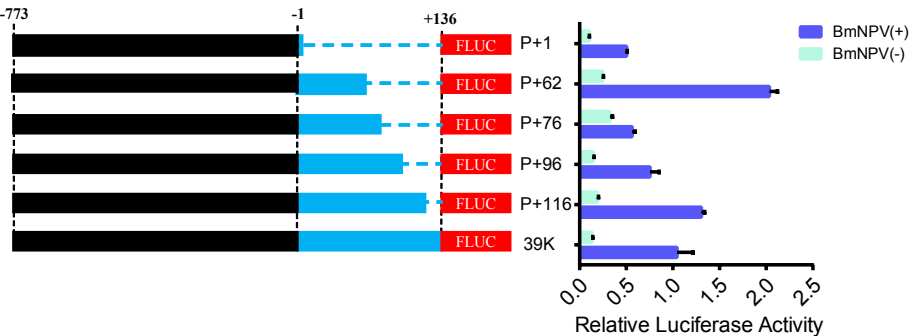 -773
-1
+136
FLUC
P+1
FLUC
P+62
FLUC
P+76
FLUC
P+96
FLUC
P+116
FLUC
39K
BmNPV(+)
BmNPV(-)
0.0
0.5
1.0
1.5
2.0
2.5
Relative Luciferase Activity